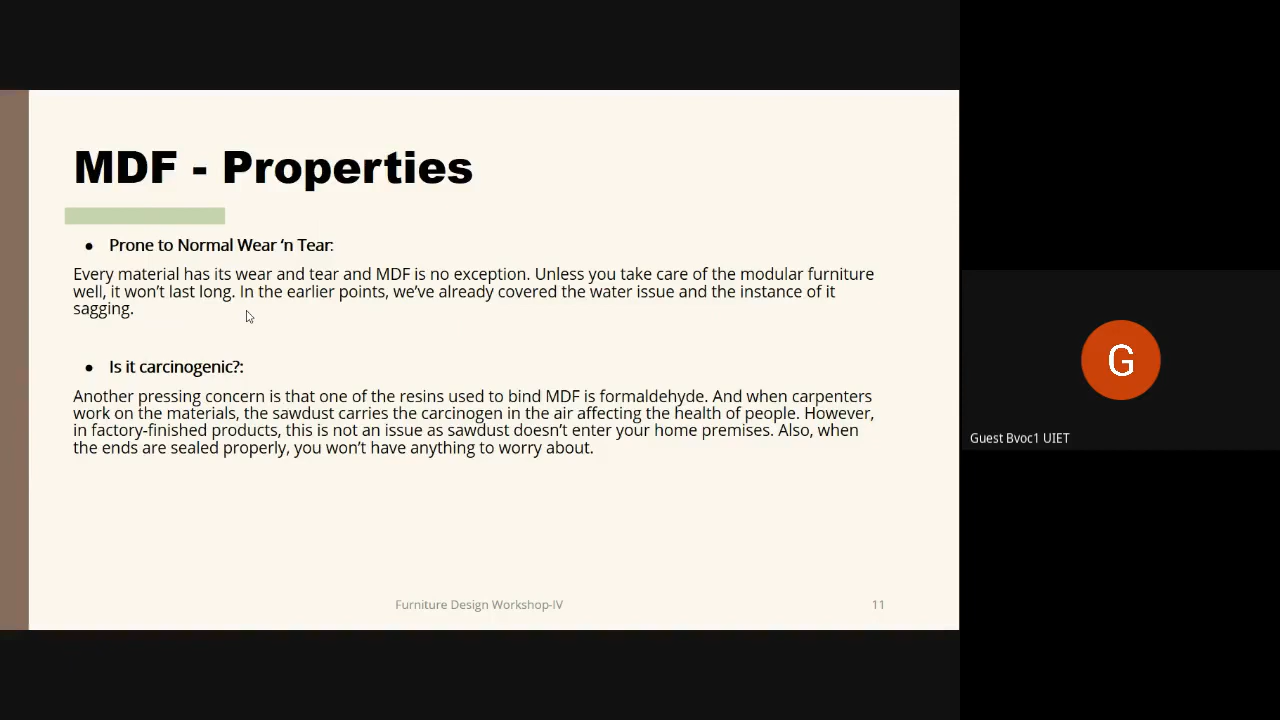 MDF - Properties
● Prone to Normal Wear ‘n Tear:
Every material has its wear and tear and MDF is no exception. Unless you take care of the modular furniture
well, it won’t last long. In the earlier points, we’ve already covered the water issue and the instance of it
sagging.
● Is it carcinogenic?:
Another pressing concern is that one of the resins used to bind MDF is formaldehyde. And when carpenters
work on the materials, the sawdust carries the carcinogen in the air affecting the health of people. However,
in factory-finished products, this is not an issue as sawdust doesn’t enter your home premises. Also, when
the ends are sealed properly, you won’t have anything to worry about.
Furniture Design Workshop-IV
11
G
Guest Bvoc1 UIET